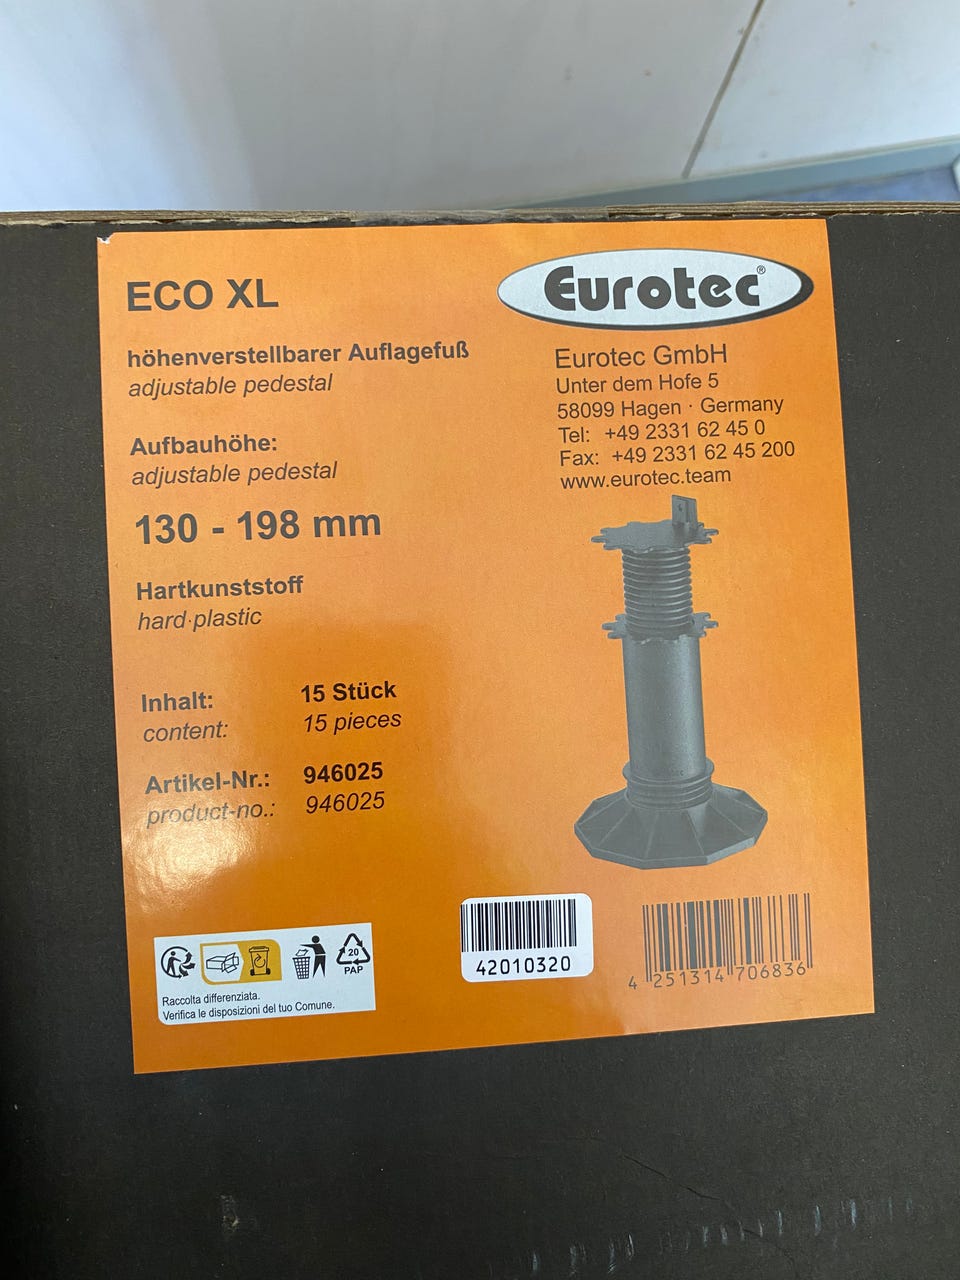 ECO XL
höhenverstellbarer Auflagefuß
adjustable pedestal
Aufbauhöhe:
adjustable pedestal
130 - 198 mm
Hartkunststoff
hard plastic
Inhalt: 15 Stück
content: 15 pieces
Artikel-Nr.: 946025
product-no.: 946025
Eurotec®
Eurotec GmbH
Unter dem Hofe 5
58099 Hagen · Germany
Tel: +49 2331 62 45 0
Fax: +49 2331 62 45 200
www.eurotec.team
20
PAP
Raccolta differenziata.
Verifica le disposizioni del tuo Comune.
42010320
4 251314 706836